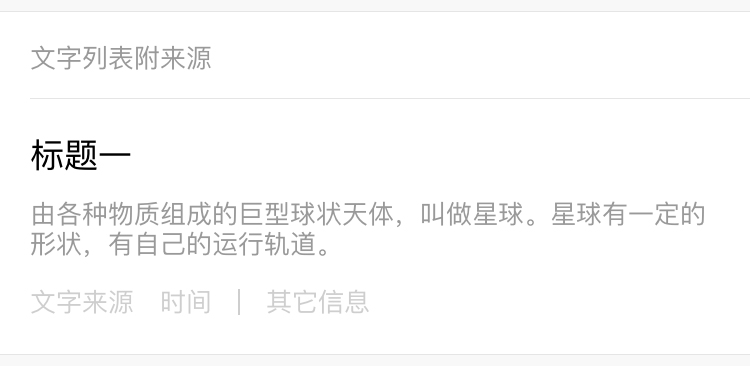 文字列表附来源
标题一
由各种物质组成的巨型球状天体，叫做星球。星球有一定的
形状，有自己的运行轨道。
文字来源 时间 | 其它信息